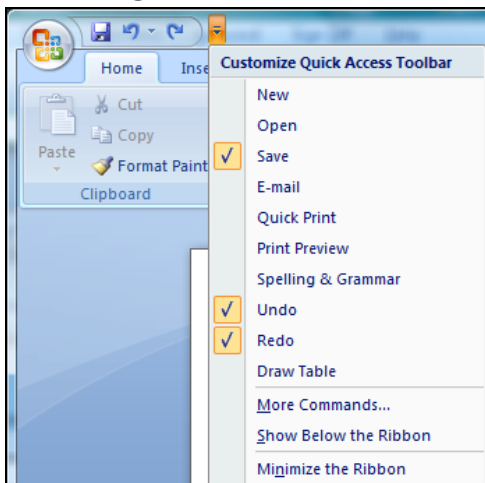 Home Inse
Customize Quick Access Toolbar
Cut
Copy
Paste
Format Paint
Clipboard
New
Open
Save
E-mail
Quick Print
Print Preview
Spelling & Grammar
Undo
Redo
Draw Table
More Commands...
Show Below the Ribbon
Minimize the Ribbon